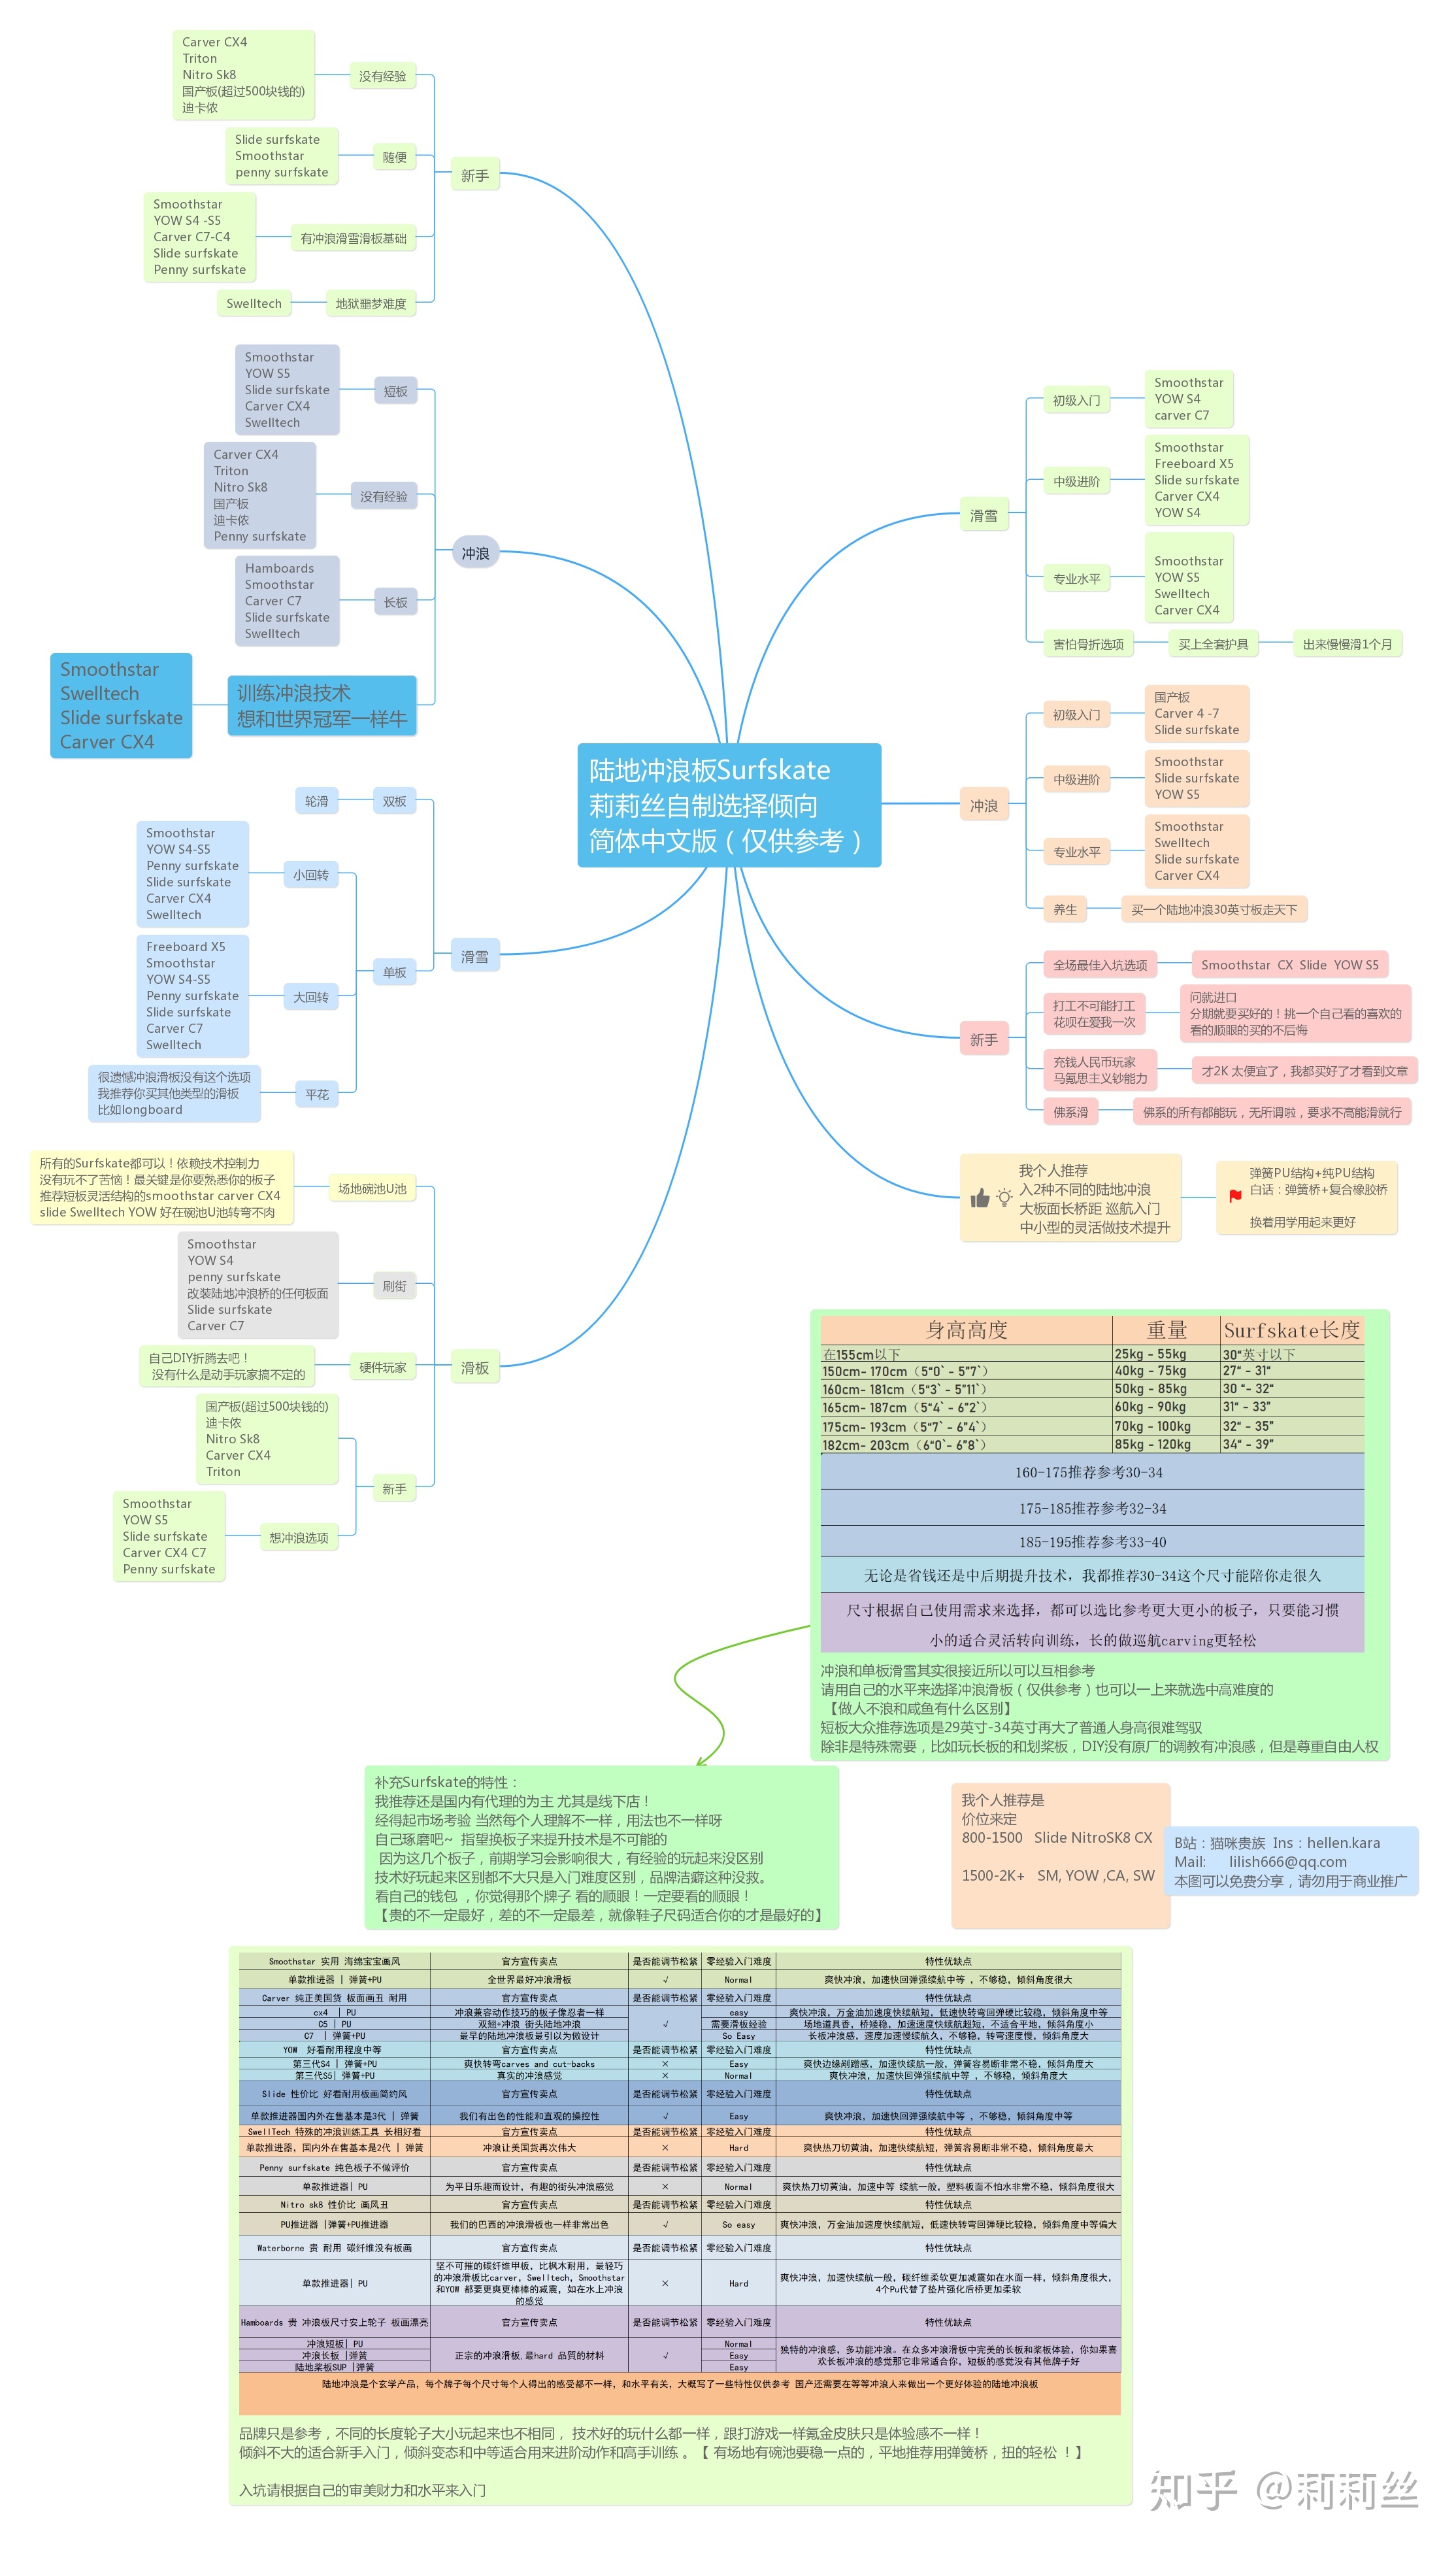 陆地冲浪板Surfskate
莉莉丝自制选择倾向
简体中文版（仅供参考）
新手
没有经验
Carver CX4
Triton
Nitro Sk8
国产板(超过500块钱的)
迪卡侬
随便
Slide surfskate
Smoothstar
penny surfskate
有冲浪滑雪滑板基础
Smoothstar
YOW S4 -S5
Carver C7-C4
Slide surfskate
Penny surfskate
地狱噩梦难度
Swelltech
冲浪
短板
Smoothstar
YOW S5
Slide surfskate
Carver CX4
Swelltech
没有经验
Carver CX4
Triton
Nitro Sk8
国产板
迪卡侬
Penny surfskate
长板
Hamboards
Smoothstar
Carver C7
Slide surfskate
Swelltech
训练冲浪技术
想和世界冠军一样牛
Smoothstar
Swelltech
Slide surfskate
Carver CX4
滑雪
双板
轮滑
单板
小回转
Smoothstar
YOW S4-S5
Penny surfskate
Slide surfskate
Carver CX4
Swelltech
大回转
Freeboard X5
Smoothstar
YOW S4-S5
Penny surfskate
Slide surfskate
Carver C7
Swelltech
平花
很遗憾冲浪滑板没有这个选项
我推荐你买其他类型的滑板
比如longboard
滑板
场地碗池U池
所有的Surfskate都可以！依赖技术控制力
没有玩不了苦恼！最关键是你要熟悉你的板子
推荐短板灵活结构的smoothstar carver CX4
slide Swelltech YOW 好在碗池U池转弯不肉
刷街
Smoothstar
YOW S4
penny surfskate
改装陆地冲浪桥的任何板面
Slide surfskate
Carver C7
硬件玩家
自己DIY折腾去吧！
没有什么是动手玩家搞不定的
新手
国产板(超过500块钱的)
迪卡侬
Nitro Sk8
Carver CX4
Triton
想冲浪选项
Smoothstar
YOW S5
Slide surfskate
Carver CX4 C7
Penny surfskate
滑雪
初级入门
Smoothstar
YOW S4
carver C7
中级进阶
Smoothstar
Freeboard X5
Slide surfskate
Carver CX4
YOW S4
专业水平
Smoothstar
YOW S5
Swelltech
Carver CX4
害怕骨折选项
买上全套护具
出来慢慢滑1个月
冲浪
初级入门
国产板
Carver 4 -7
Slide surfskate
中级进阶
Smoothstar
Slide surfskate
YOW S5
专业水平
Smoothstar
Swelltech
Slide surfskate
Carver CX4
养生
买一个陆地冲浪30英寸板走天下
新手
全场最佳入坑选项
Smoothstar CX Slide YOW S5
打工不可能打工
花呗在爱我一次
问就进口
分期就要买好的！挑一个自己看的喜欢的
看的顺眼的买的不后悔
充钱人民币玩家
马氪思主义钞能力
才2K 太便宜了，我都买好了才看到文章
佛系滑
佛系的所有都能玩，无所谓啦，要求不高能滑就行
我个人推荐
入2种不同的陆地冲浪
大板面长桥距 巡航入门
中小型的灵活做技术提升
弹簧PU结构+纯PU结构
白话：弹簧桥+复合橡胶桥
换着用学用起来更好
身高高度 重量 Surfskate长度
在155cm以下 25kg - 55kg 30“英寸以下
150cm- 170cm（5“0` - 5”7`） 40kg - 75kg 27“ - 31“
160cm- 181cm（5“3` - 5”11`） 50kg - 85kg 30 “- 32“
165cm- 187cm（5“4` - 6”2`） 60kg - 90kg 31“ - 33”
175cm- 193cm（5“7` - 6”4`） 70kg - 100kg 32“ - 35”
182cm- 203cm（6“0`- 6”8`） 85kg - 120kg 34“ - 39”
160-175推荐参考30-34
175-185推荐参考32-34
185-195推荐参考33-40
无论是省钱还是中后期提升技术，我都推荐30-34这个尺寸能陪你走很久
尺寸根据自己使用需求来选择，都可以选比参考更大更小的板子，只要能习惯
小的适合灵活转向训练，长的做巡航carving更轻松
冲浪和单板滑雪其实很接近所以可以互相参考
请用自己的水平来选择冲浪滑板（仅供参考）也可以一上来就选中高难度的
【做人不浪和咸鱼有什么区别】
短板大众推荐选项是29英寸-34英寸再大了普通人身高很难驾驭
除非是特殊需要，比如玩长板的和划桨板，DIY没有原厂的调教有冲浪感，但是尊重自由人权
补充Surfskate的特性：
我推荐还是国内有代理的为主 尤其是线下店！
经得起市场考验 当然每个人理解不一样，用法也不一样呀
自己琢磨吧~ 指望换板子来提升技术是不可能的
因为这几个板子，前期学习会影响很大，有经验的玩起来没区别
技术好玩起来区别都不大只是入门难度区别，品牌洁癖这种没救。
看自己的钱包 ，你觉得那个牌子 看的顺眼！一定要看的顺眼！
【贵的不一定最好，差的不一定最差，就像鞋子尺码适合你的才是最好的】
我个人推荐是
价位来定
800-1500 Slide NitroSK8 CX
1500-2K+ SM, YOW ,CA, SW
B站：猫咪贵族 Ins：hellen.kara
Mail: lilish666@qq.com
本图可以免费分享，请勿用于商业推广
Smoothstar 实用 海绵宝宝画风 官方宣传卖点 是否能调节松紧 零经验入门难度 特性优缺点
单款推进器 | 弹簧+PU 全世界最好冲浪滑板 √ Normal 爽快冲浪，加速快回弹强续航中等 ，不够稳，倾斜角度很大
Carver 纯正美国货 板面画丑 耐用 官方宣传卖点 是否能调节松紧 零经验入门难度 特性优缺点
cx4 | PU 冲浪兼容动作技巧的板子像忍者一样 easy 爽快冲浪，万金油加速度快续航短，低速快转弯回弹硬比较稳，倾斜角度中等
C5 | PU 双翘+冲浪 街头陆地冲浪 √ 需要滑板经验 场地道具香，桥矮稳，加速速度快续航超短，不适合平地，倾斜角度小
C7 | 弹簧+PU 最早的陆地冲浪板最引以为傲设计 So Easy 长板冲浪感，速度加速慢续航久，不够稳，转弯速度慢，倾斜角度大
YOW 好看耐用程度中等 官方宣传卖点 是否能调节松紧 零经验入门难度 特性优缺点
第三代S4 | 弹簧+PU 爽快转弯carves and cut-backs × Easy 爽快边缘剐蹭感，加速快续航一般，弹簧容易断非常不稳，倾斜角度大
第三代S5| 弹簧+PU 真实的冲浪感觉 × Normal 爽快冲浪，加速快回弹强续航中等 ，不够稳，倾斜角度大
Slide 性价比 好看耐用板画简约风 官方宣传卖点 是否能调节松紧 零经验入门难度 特性优缺点
单款推进器国内外在售基本是3代 | 弹簧 我们有出色的性能和直观的操控性 √ Easy 爽快冲浪，加速快回弹强续航中等 ，不够稳，倾斜角度中等
SwellTech 特殊的冲浪训练工具 长相好看 官方宣传卖点 是否能调节松紧 零经验入门难度 特性优缺点
单款推进器，国内外在售基本是2代 | 弹簧 冲浪让美国货再次伟大 × Hard 爽快热刀切黄油，加速快续航短，弹簧容易断非常不稳，倾斜角度最大
Penny surfskate 纯色板子不做评价 官方宣传卖点 是否能调节松紧 零经验入门难度 特性优缺点
单款推进器| PU 为平日乐趣而设计，有趣的街头冲浪感觉 × Normal 爽快热刀切黄油，加速中等 续航一般，塑料板面不怕水非常不稳，倾斜角度很大
Nitro sk8 性价比 画风丑 官方宣传卖点 是否能调节松紧 零经验入门难度 特性优缺点
PU推进器 |弹簧+PU推进器 我们的巴西的冲浪滑板也一样非常出色 √ So easy 爽快冲浪，万金油加速度快续航短，低速快转弯回弹硬比较稳，倾斜角度中等偏大
Waterborne 贵 耐用 碳纤维没有板画 官方宣传卖点 是否能调节松紧 零经验入门难度 特性优缺点
单款推进器| PU 坚不可摧的碳纤维甲板，比枫木耐用，最轻巧的冲浪滑板比carver，Swelltech，Smoothstar和YOW 都要更爽更棒棒的减震，如在水上冲浪的感觉 × Hard 爽快冲浪，加速快续航一般，碳纤维柔软更加减震如在水面一样，倾斜角度很大，4个Pu代替了垫片强化后桥更加柔软
Hamboards 贵 冲浪板尺寸安上轮子 板画漂亮 官方宣传卖点 是否能调节松紧 零经验入门难度 特性优缺点
冲浪短板| PU Normal
冲浪长板 |弹簧 正宗的冲浪滑板,最hard 品質的材料 √ Easy 独特的冲浪感，多功能冲浪。在众多冲浪滑板中完美的长板和桨板体验，你如果喜欢长板冲浪的感觉那它非常适合你，短板的感觉没有其他牌子好
陆地桨板SUP |弹簧 Easy
陆地冲浪是个玄学产品，每个牌子每个尺寸每个人得出的感受都不一样，和水平有关，大概写了一些特性仅供参考 国产还需要在等等冲浪人来做出一个更好体验的陆地冲浪板
品牌只是参考，不同的长度轮子大小玩起来也不相同， 技术好的玩什么都一样，跟打游戏一样氪金皮肤只是体验感不一样！
倾斜不大的适合新手入门，倾斜变态和中等适合用来进阶动作和高手训练 。【 有场地有碗池要稳一点的，平地推荐用弹簧桥，扭的轻松 ！】
入坑请根据自己的审美财力和水平来入门
知乎 @莉莉丝